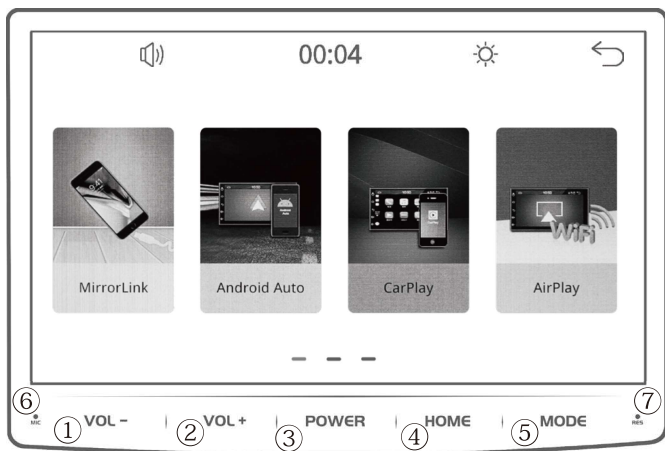 00:04
WiFi
MirrorLink Android Auto CarPlay AirPlay
⑥ ⑦
MIC ① VOL - ② VOL + ③ POWER ④ HOME ⑤ MODE RES